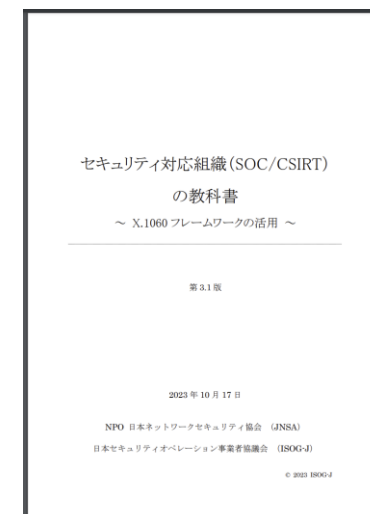 セキュリティ対応組織(SOC/CSIRT)
の教科書
～ X.1060 フレームワークの活用 ～
第 3.1 版
2023 年 10 月 17 日
NPO 日本ネットワークセキュリティ協会 (JNSA)
日本セキュリティオペレーション事業者協議会 (ISOG-J)
© 2023 ISOG-J